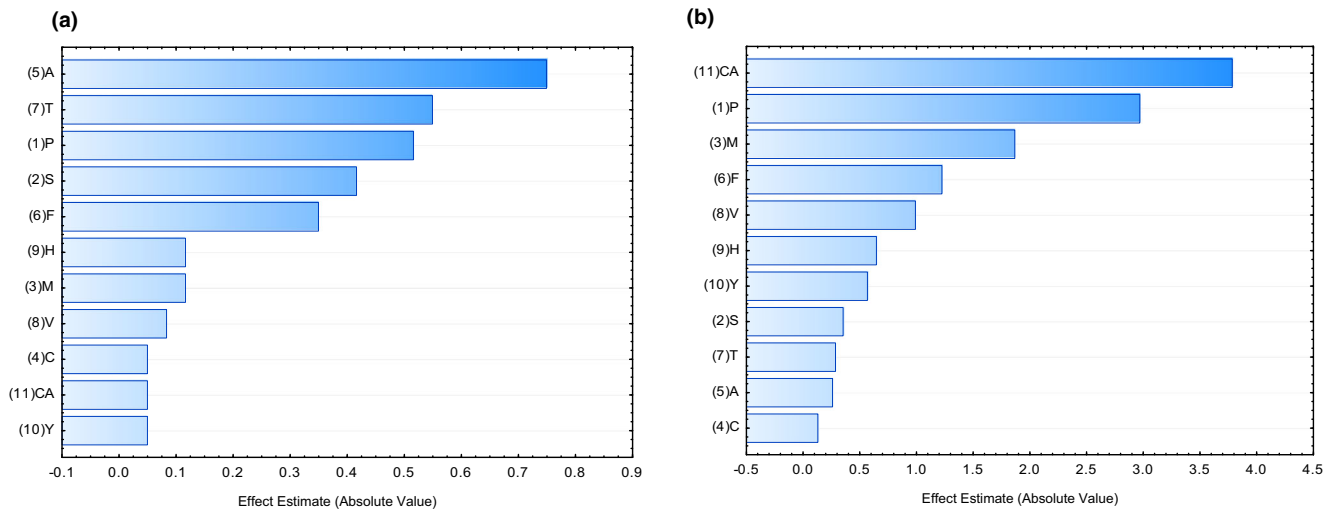 (a)
(5)A
(7)T
(1)P
(2)S
(6)F
(9)H
(3)M
(8)V
(4)C
(11)CA
(10)Y
-0.1 0.0 0.1 0.2 0.3 0.4 0.5 0.6 0.7 0.8 0.9
Effect Estimate (Absolute Value)
(b)
(11)CA
(1)P
(3)M
(6)F
(8)V
(9)H
(10)Y
(2)S
(7)T
(5)A
(4)C
-0.5 0.0 0.5 1.0 1.5 2.0 2.5 3.0 3.5 4.0 4.5
Effect Estimate (Absolute Value)